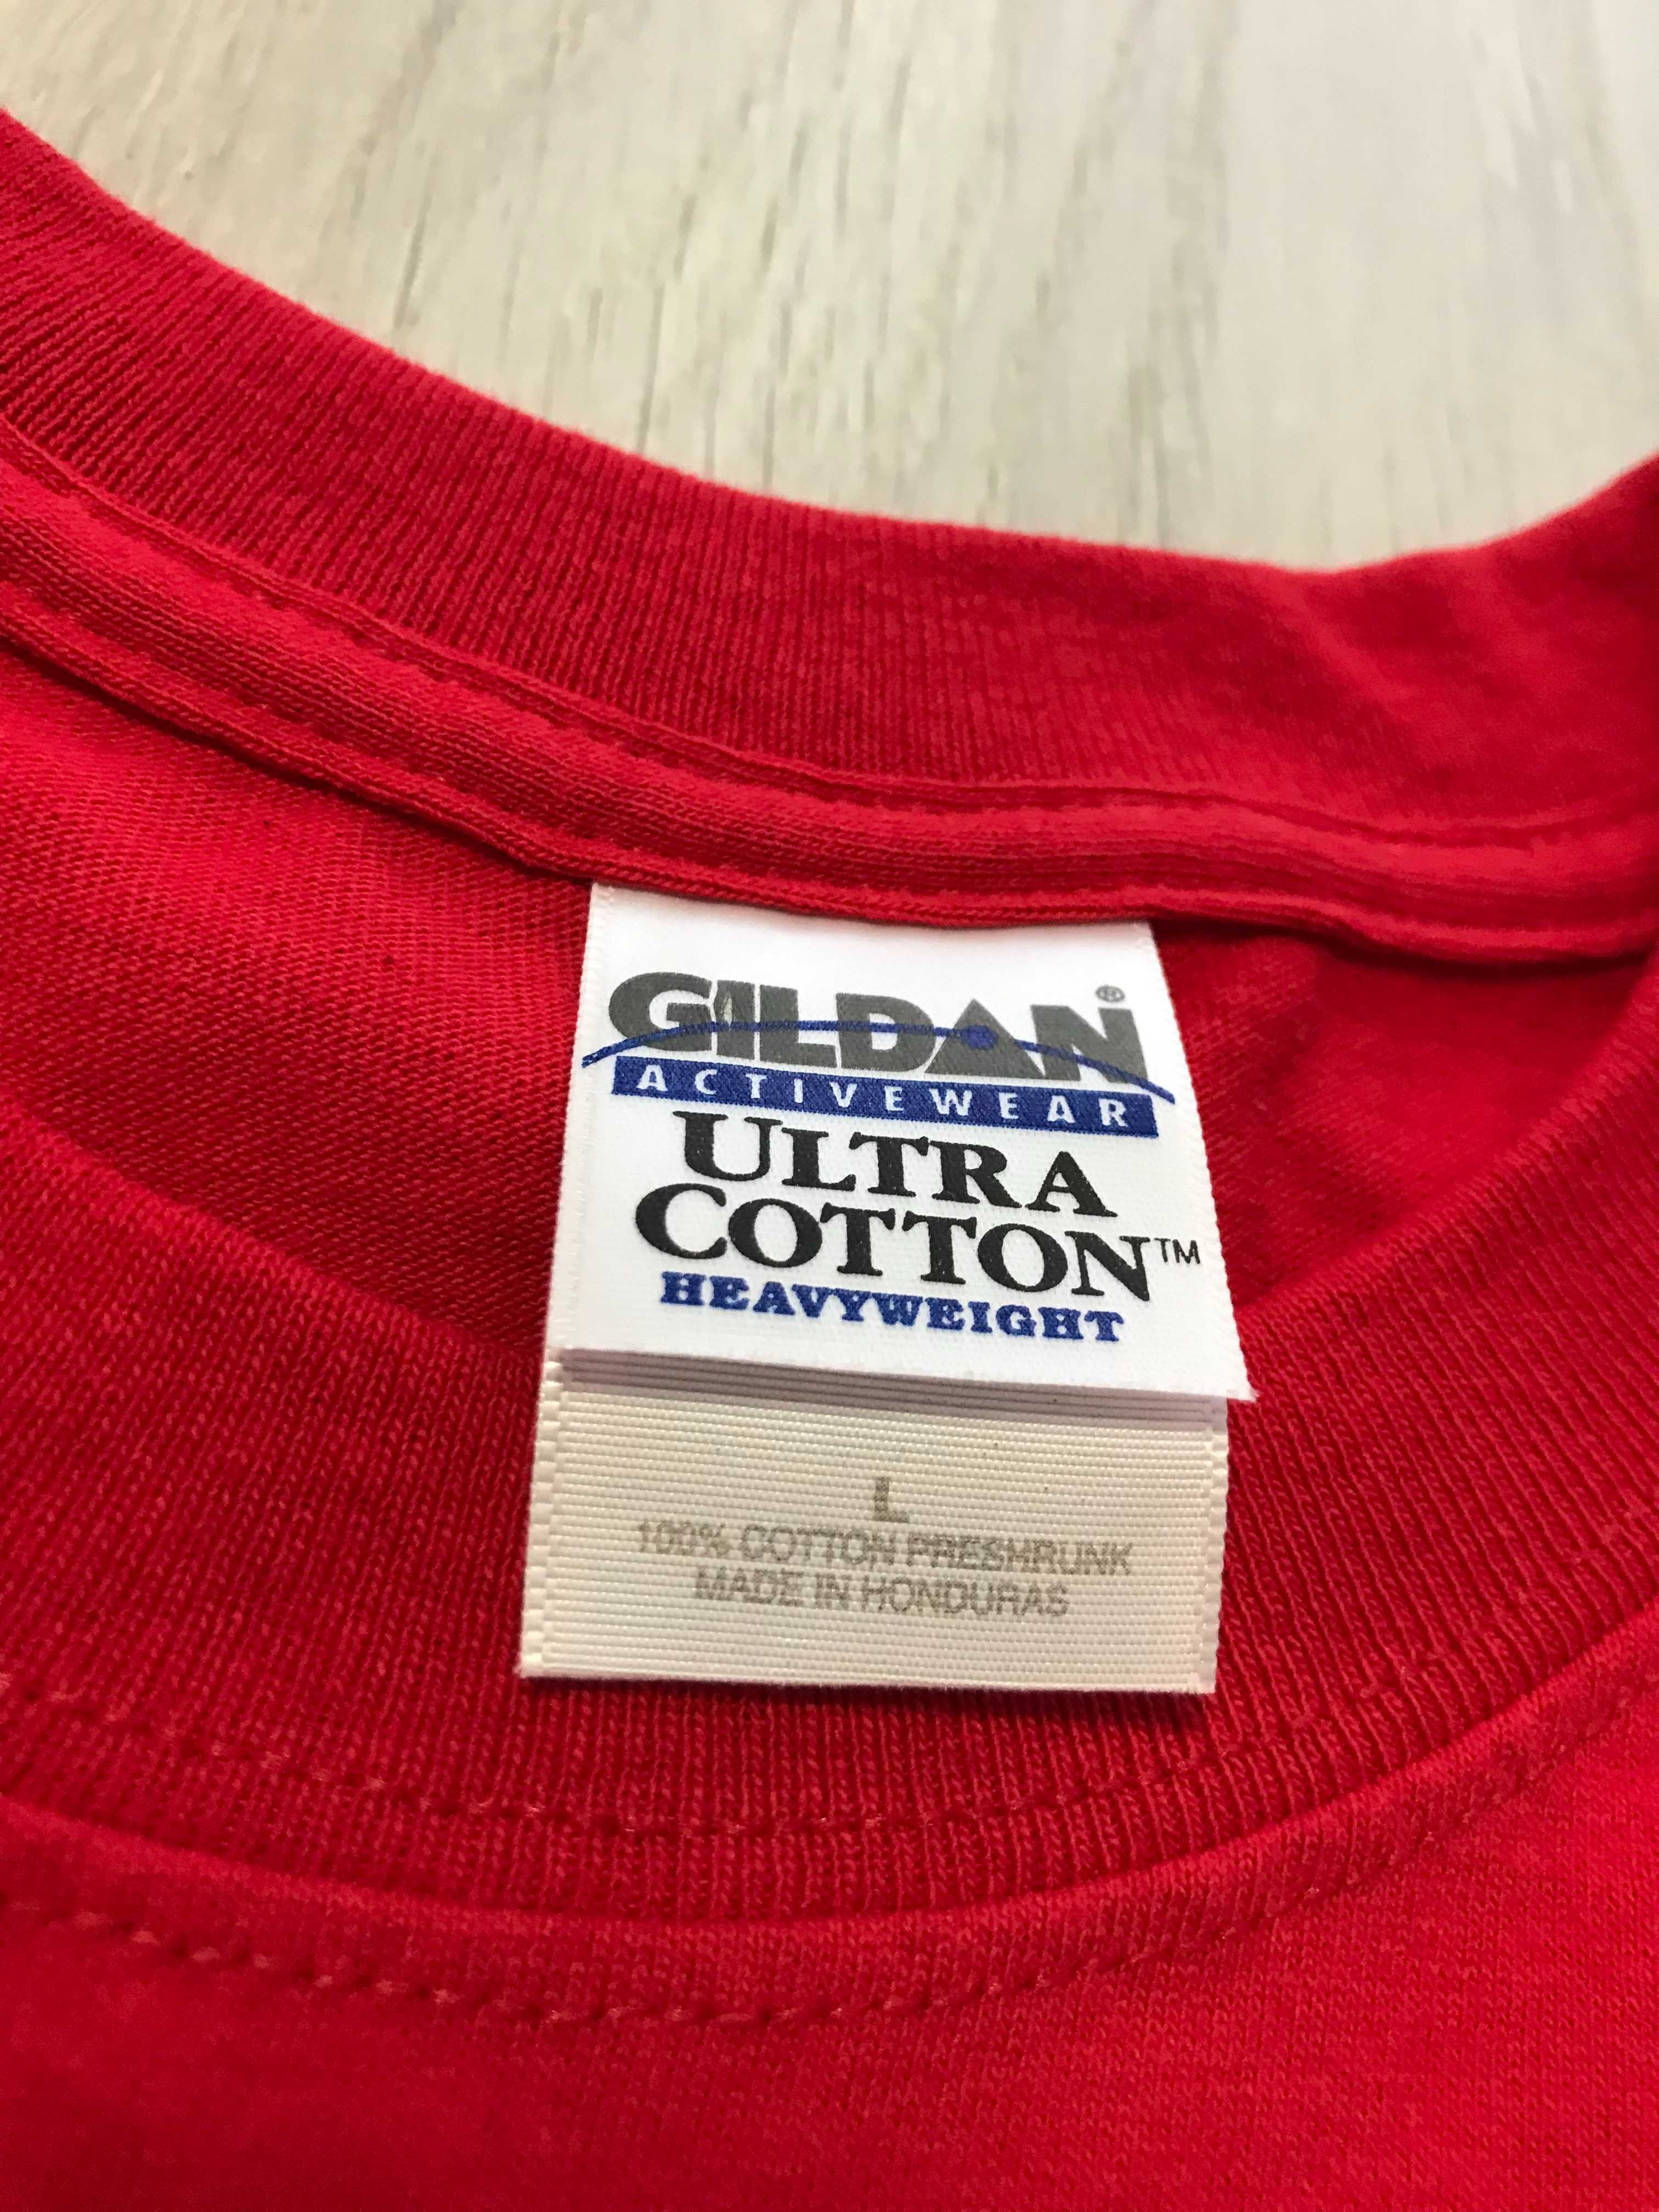 GILDAN®
ACTIVEWEAR
ULTRA
COTTON™
HEAVYWEIGHT
L
100% COTTON PRESHRUNK
MADE IN HONDURAS